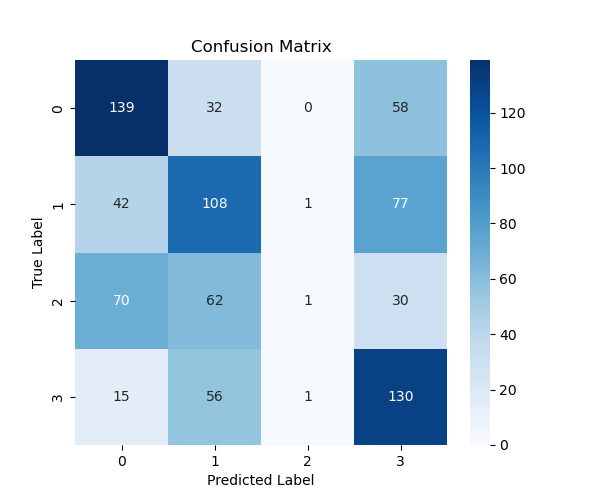 Confusion Matrix
0 139 32 0 58
1 42 108 1 77
2 70 62 1 30
3 15 56 1 130
True Label
0 1 2 3
Predicted Label
120
100
80
60
40
20
0